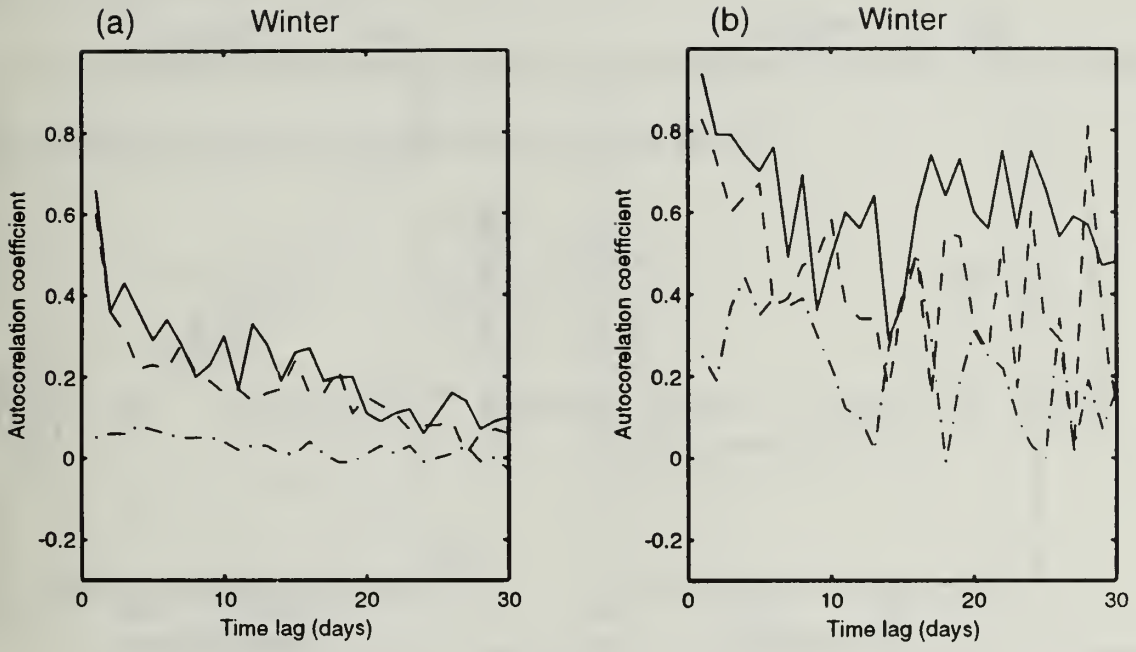 (a) Winter
Autocorelation coefficient
0.8
0.6
0.4
0.2
0
-0.2
0 10 20 30
Time lag (days)
(b) Winter
Autocorelation coefficient
0.8
0.6
0.4
0.2
0
-0.2
0 10 20 30
Time lag (days)